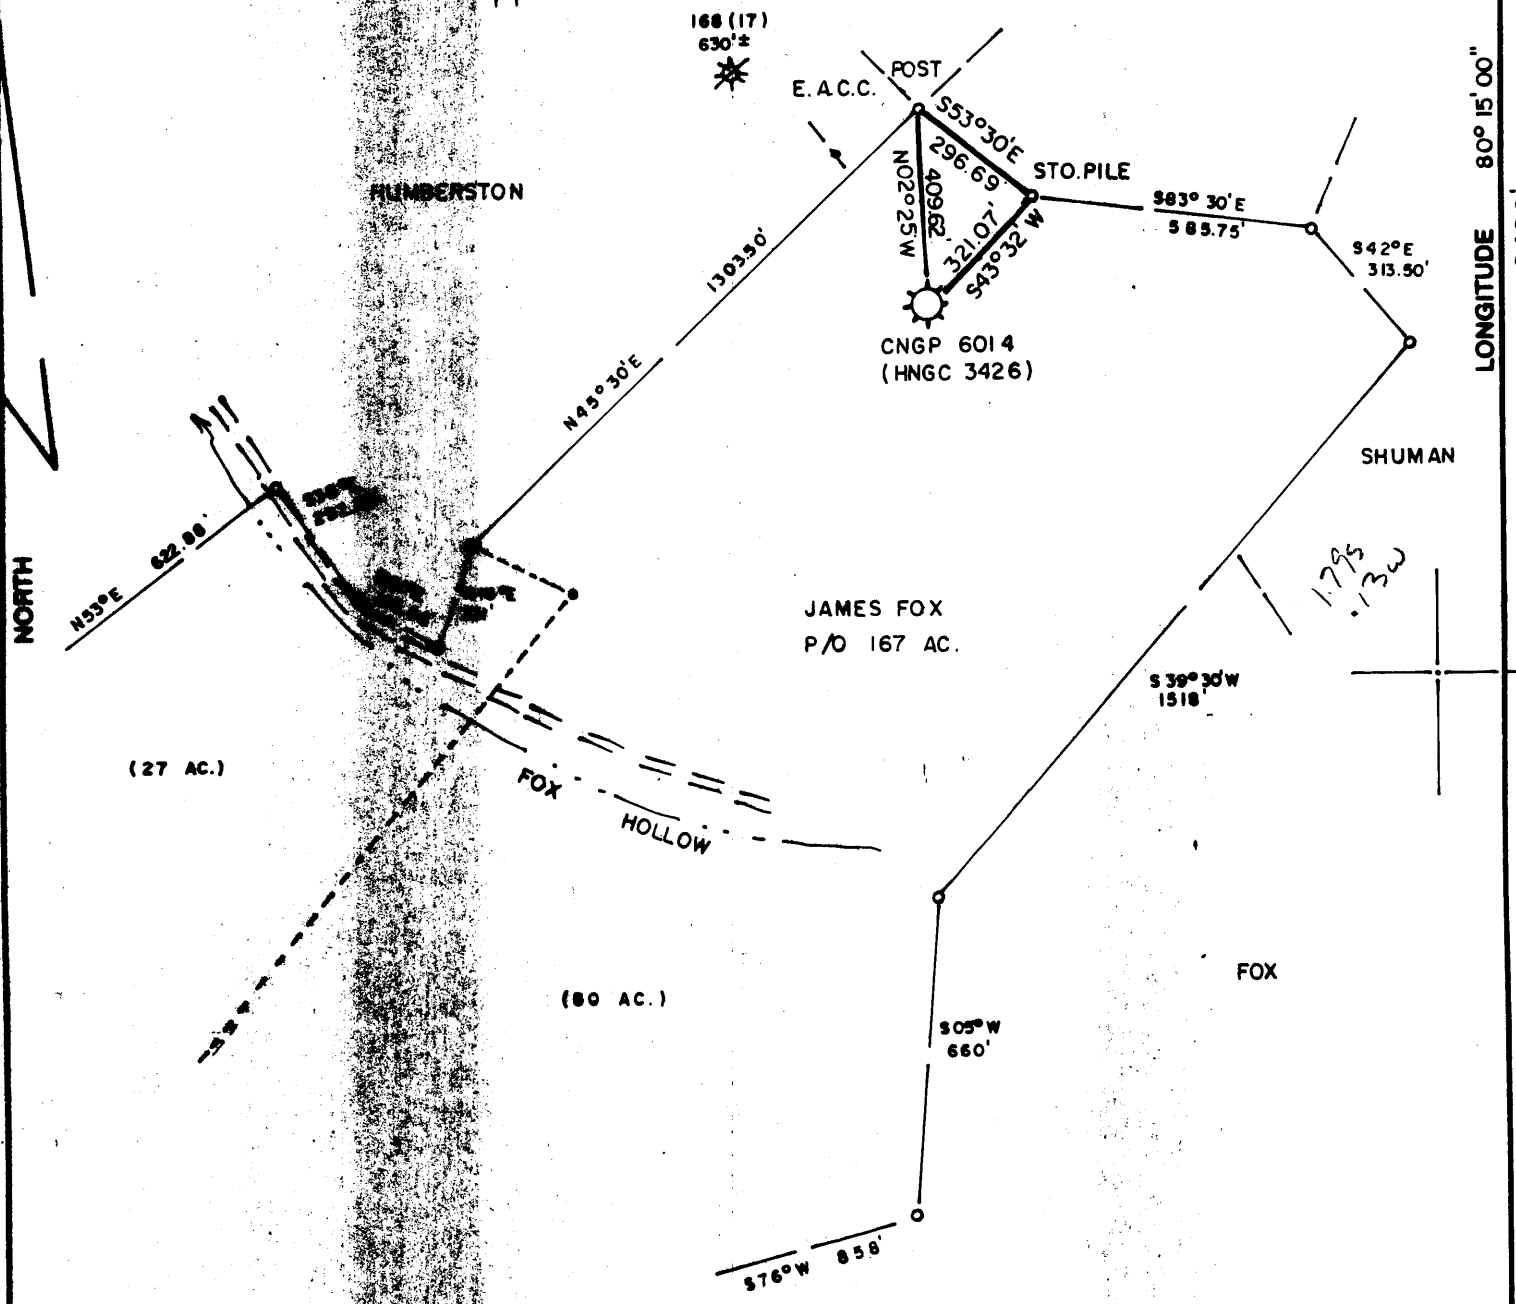 168 (17)
630'±
POST
E.A.C.C.
S53°30'E
296.69'
STO.PILE
N02°25'W
409.62'
321.07'
S43°32'W
S83°30'E
585.75'
S42°E
313.50'
LONGITUDE 80° 15' 00"
HUMBERSTON
1303.50'
N45°30'E
CNGP 6014
(HNGC 3426)
SHUMAN
N53°E 622.88'
NORTH
JAMES FOX
P/O 167 AC.
1.79s
.13w
S39°30'W
1518'
(27 AC.)
FOX
HOLLOW
FOX
(80 AC.)
S05°W
660'
S76°W 858'